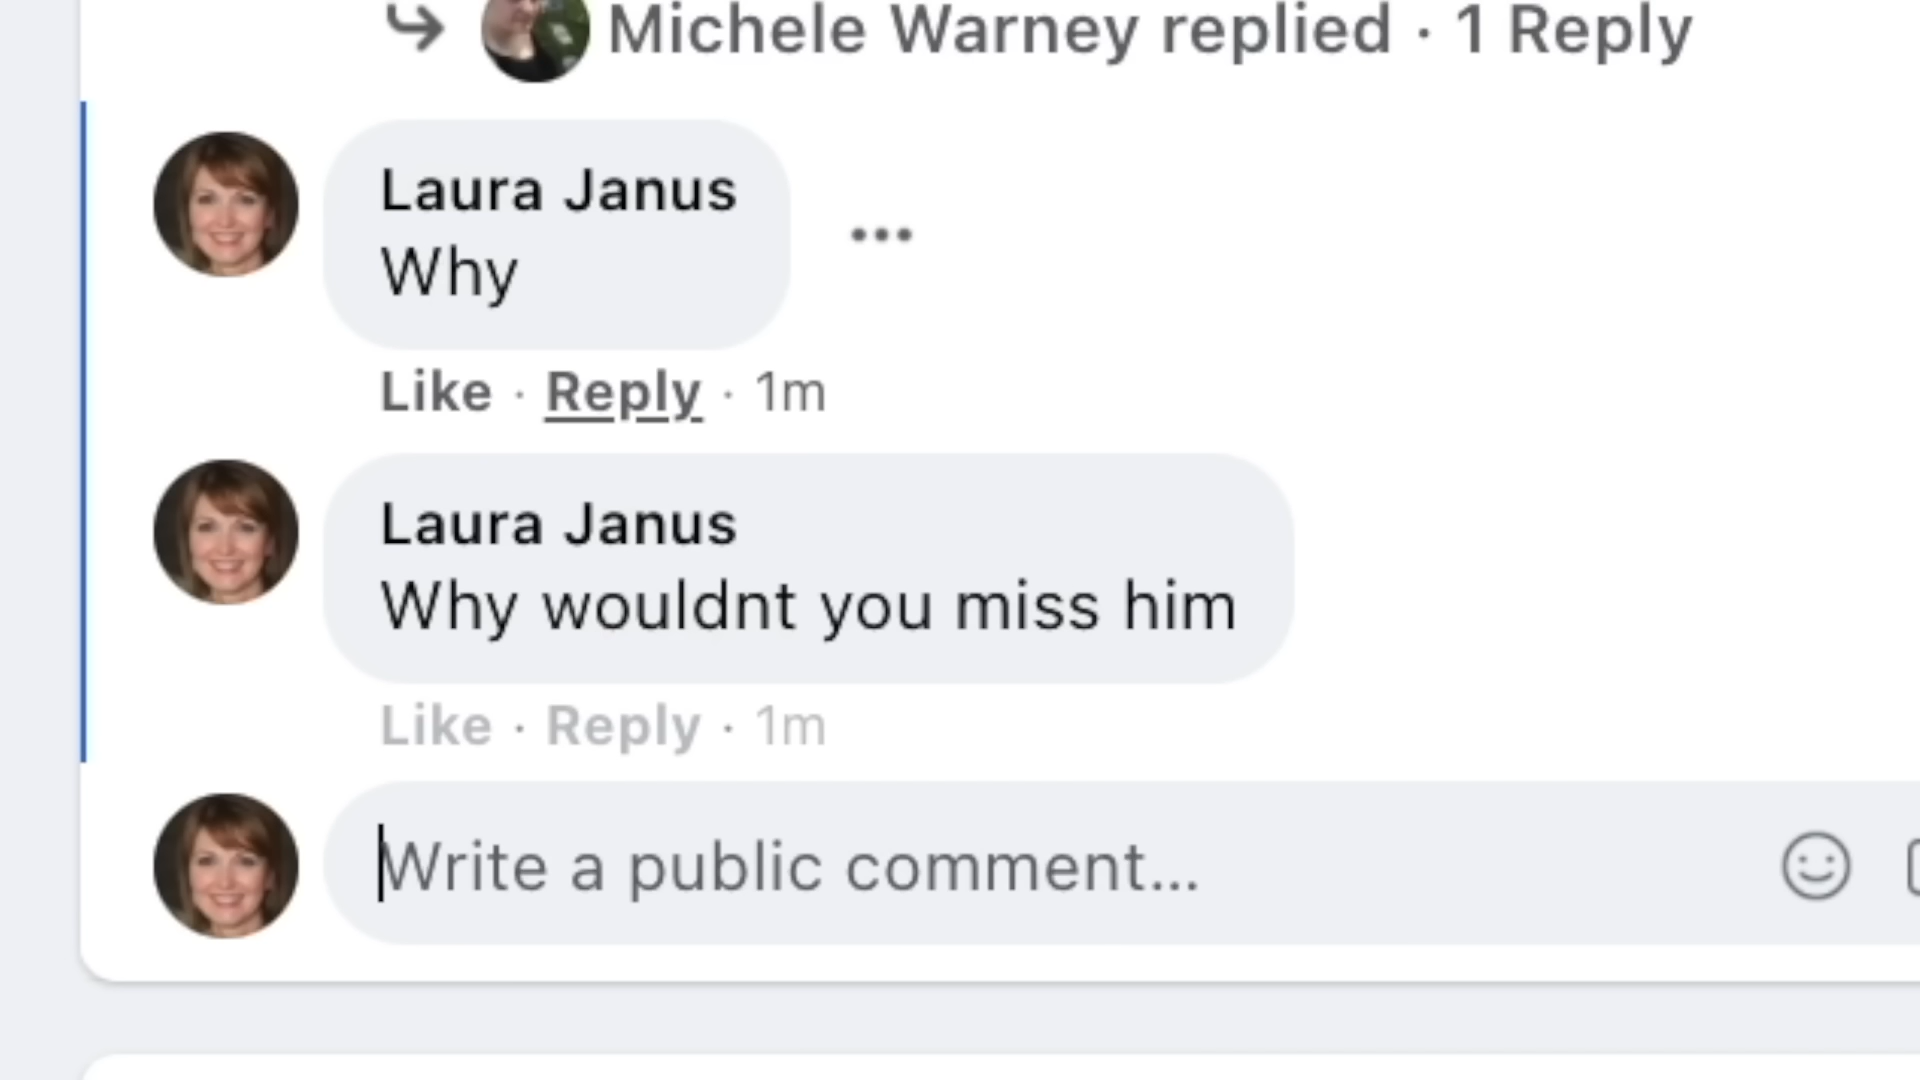 Michele Warney replied · 1 Reply
Laura Janus
Why
Like · Reply · 1m
Laura Janus
Why wouldnt you miss him
Like · Reply · 1m
Write a public comment...